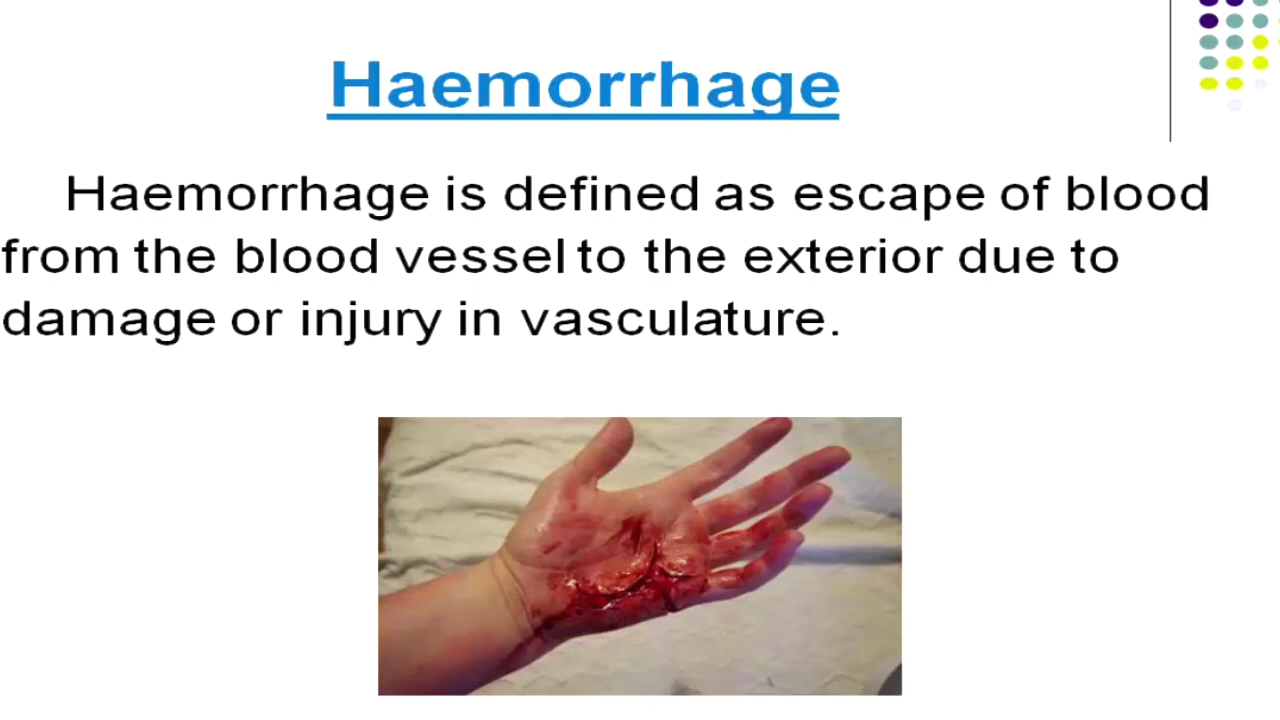 Haemorrhage
Haemorrhage is defined as escape of blood
from the blood vessel to the exterior due to
damage or injury in vasculature.